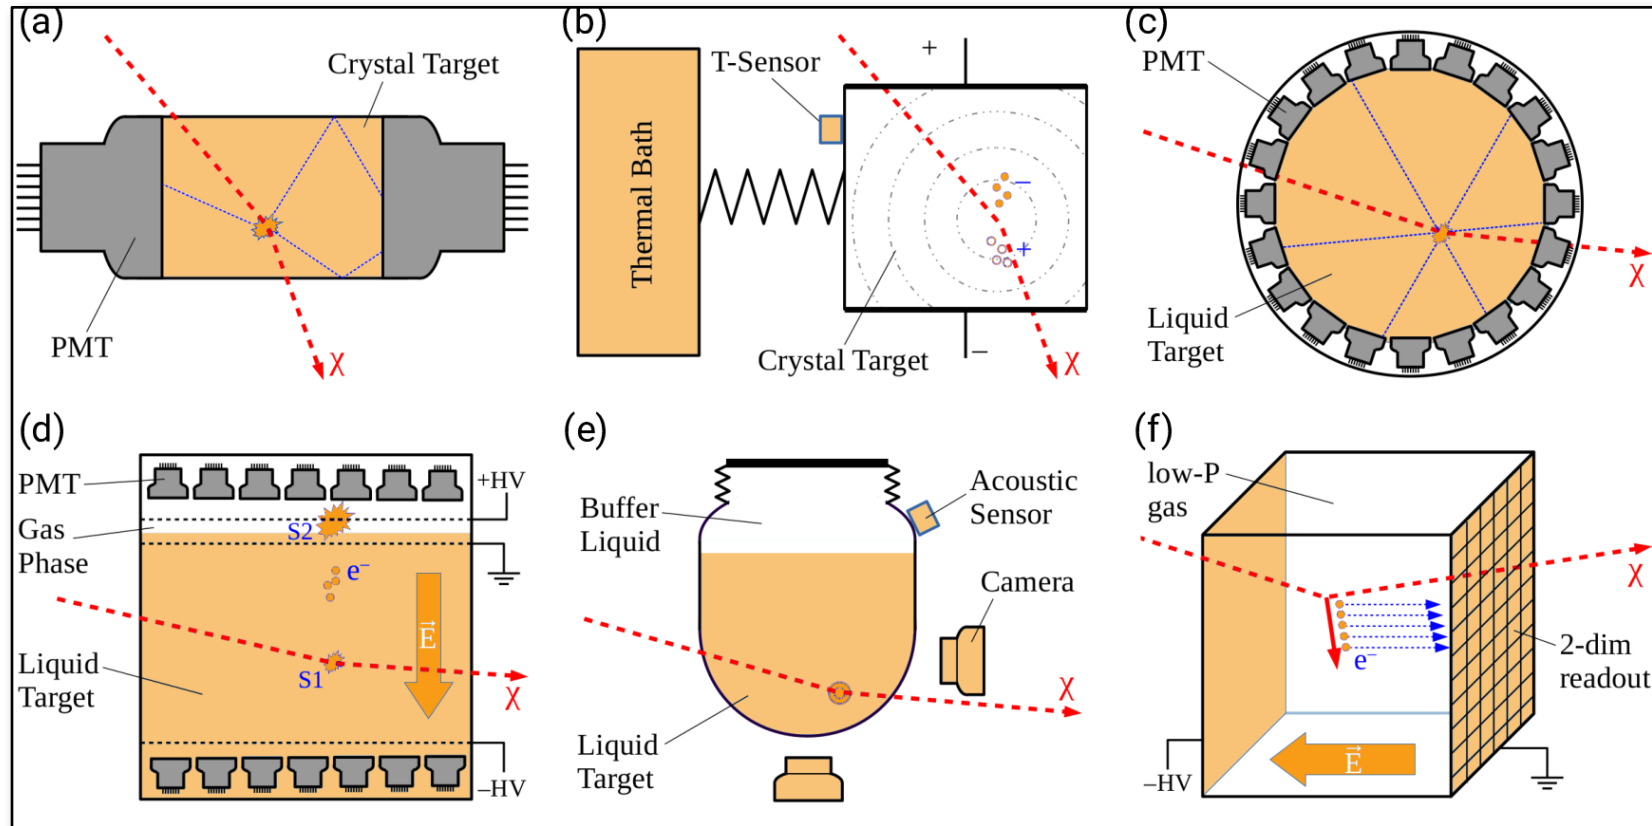 (a)
Crystal Target
PMT
χ
(b)
T-Sensor
+
Thermal Bath
−
+
Crystal Target
−
χ
(c)
PMT
Liquid
Target
χ
(d)
PMT
+HV
Gas
Phase
S2
e⁻
E⃗
Liquid
Target
S1
χ
−HV
(e)
Buffer
Liquid
Acoustic
Sensor
Camera
χ
Liquid
Target
(f)
low-P
gas
χ
e⁻
2-dim
readout
E⃗
−HV